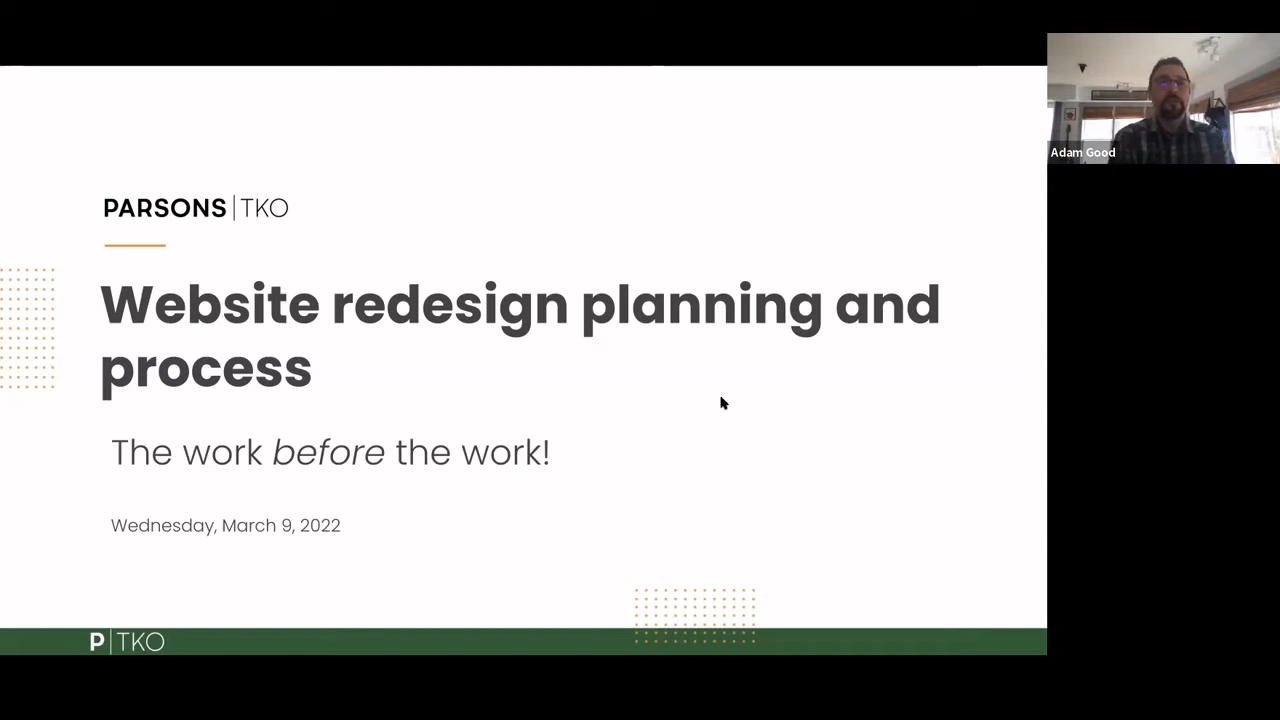 PARSONS|TKO
Website redesign planning and
process
The work before the work!
Wednesday, March 9, 2022
P|TKO
Adam Good